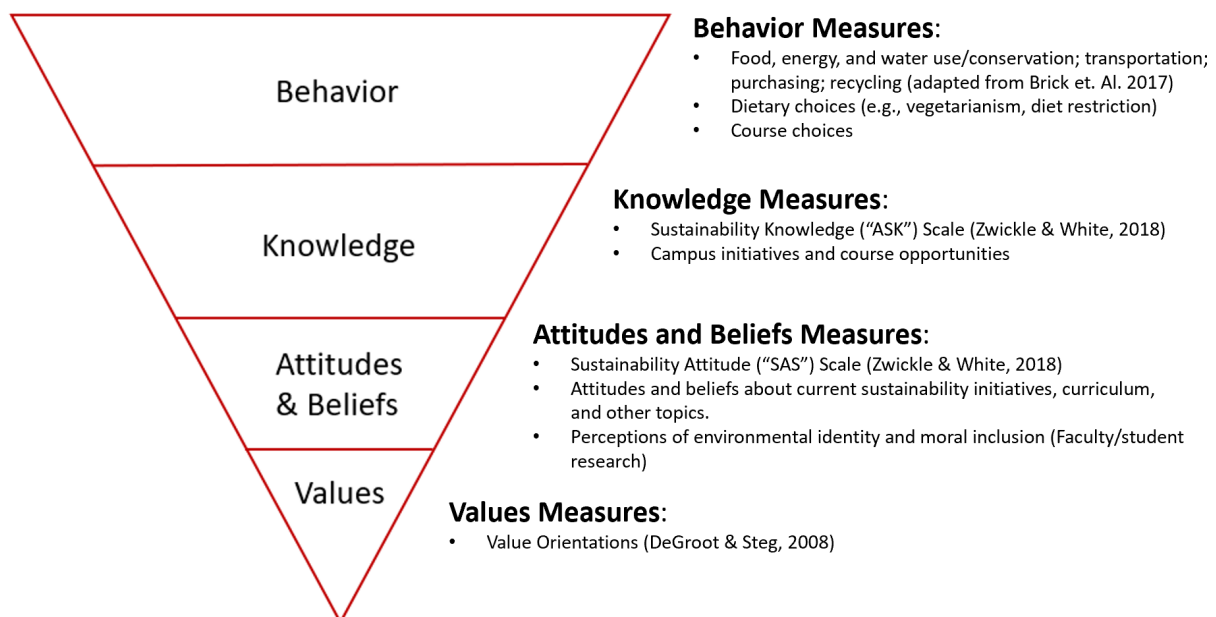 Behavior
Behavior Measures:
• Food, energy, and water use/conservation; transportation;
purchasing; recycling (adapted from Brick et. Al. 2017)
• Dietary choices (e.g., vegetarianism, diet restriction)
• Course choices
Knowledge
Knowledge Measures:
• Sustainability Knowledge (“ASK”) Scale (Zwickle & White, 2018)
• Campus initiatives and course opportunities
Attitudes
& Beliefs
Attitudes and Beliefs Measures:
• Sustainability Attitude (“SAS”) Scale (Zwickle & White, 2018)
• Attitudes and beliefs about current sustainability initiatives, curriculum,
and other topics.
• Perceptions of environmental identity and moral inclusion (Faculty/student
research)
Values
Values Measures:
• Value Orientations (DeGroot & Steg, 2008)